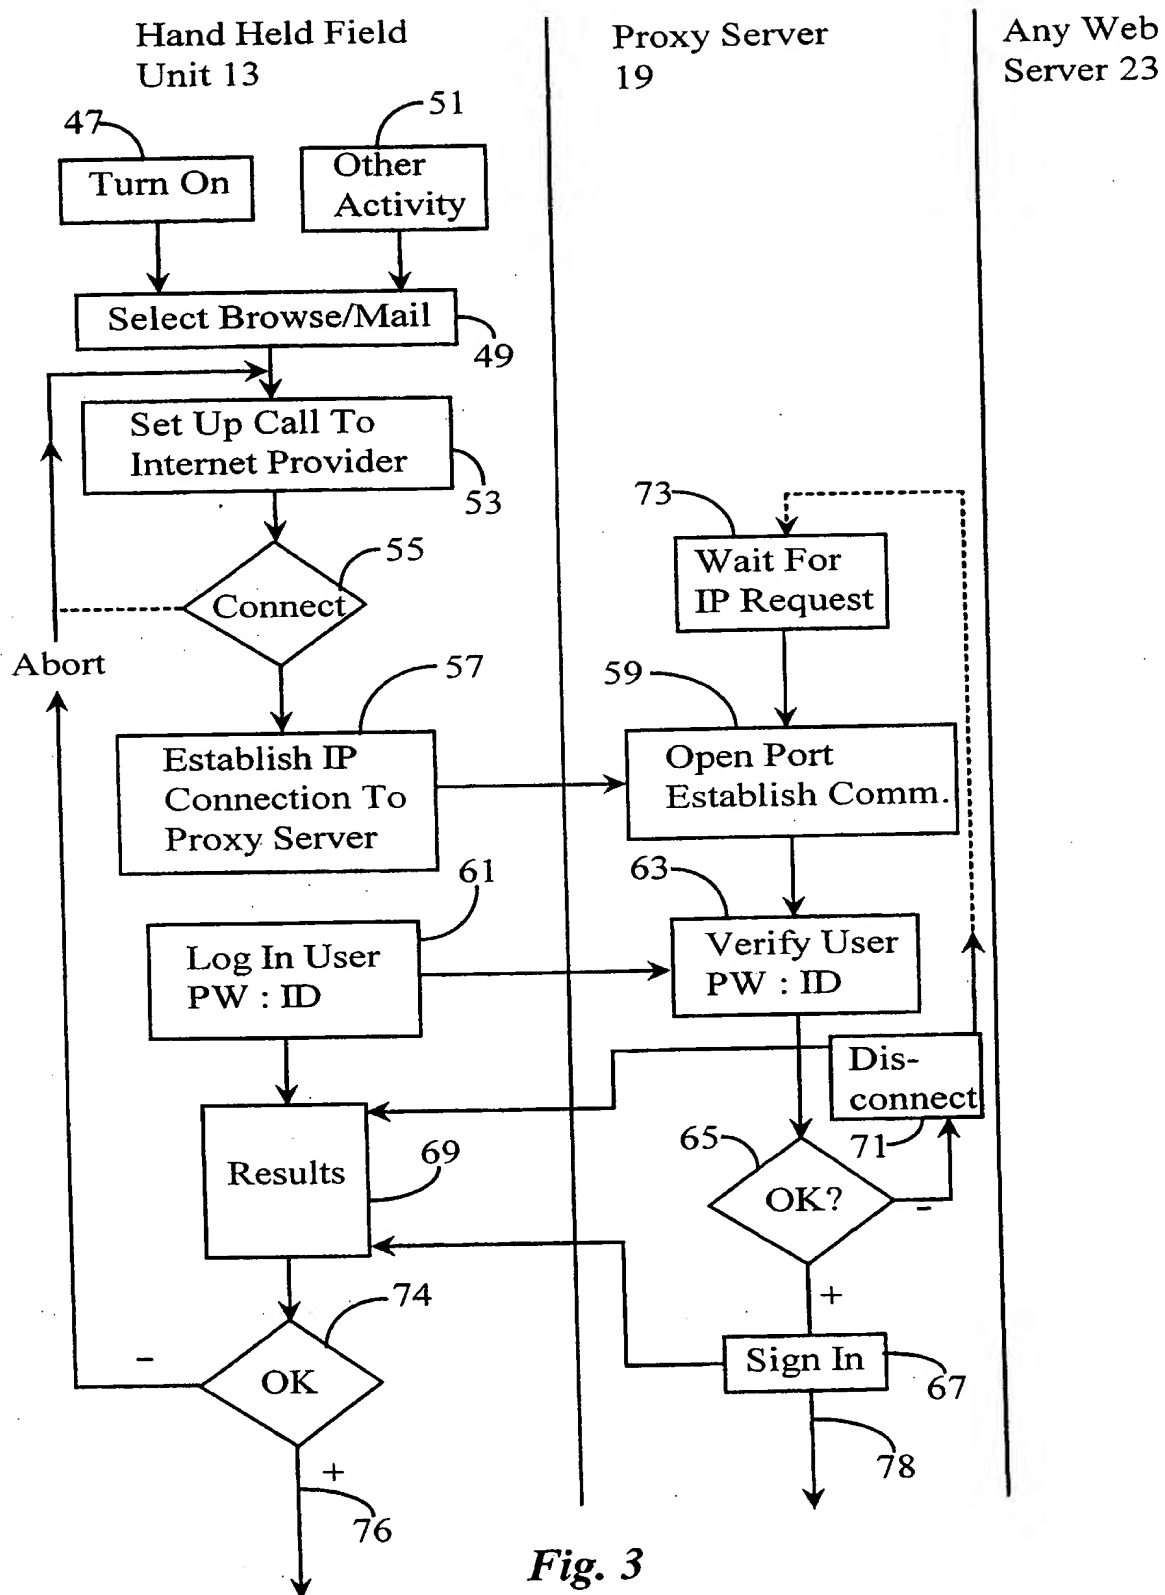 Hand Held Field
Unit 13
Proxy Server
19
Any Web
Server 23
47
51
Turn On
Other
Activity
Select Browse/Mail
49
Set Up Call To
Internet Provider
53
73
Wait For
IP Request
55
Connect
Abort
57
59
Establish IP
Connection To
Proxy Server
Open Port
Establish Comm.
61
63
Log In User
PW : ID
Verify User
PW : ID
Dis-
connect
71
65
OK?
-
+
Results
69
74
OK
-
+
76
Sign In
67
78
Fig. 3